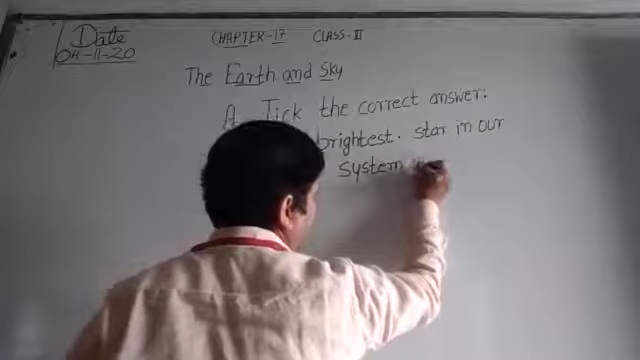 Date
04-11-20
CHAPTER-17 CLASS-II
The Earth and Sky
A. Tick the correct answer:
brightest. star in our
system